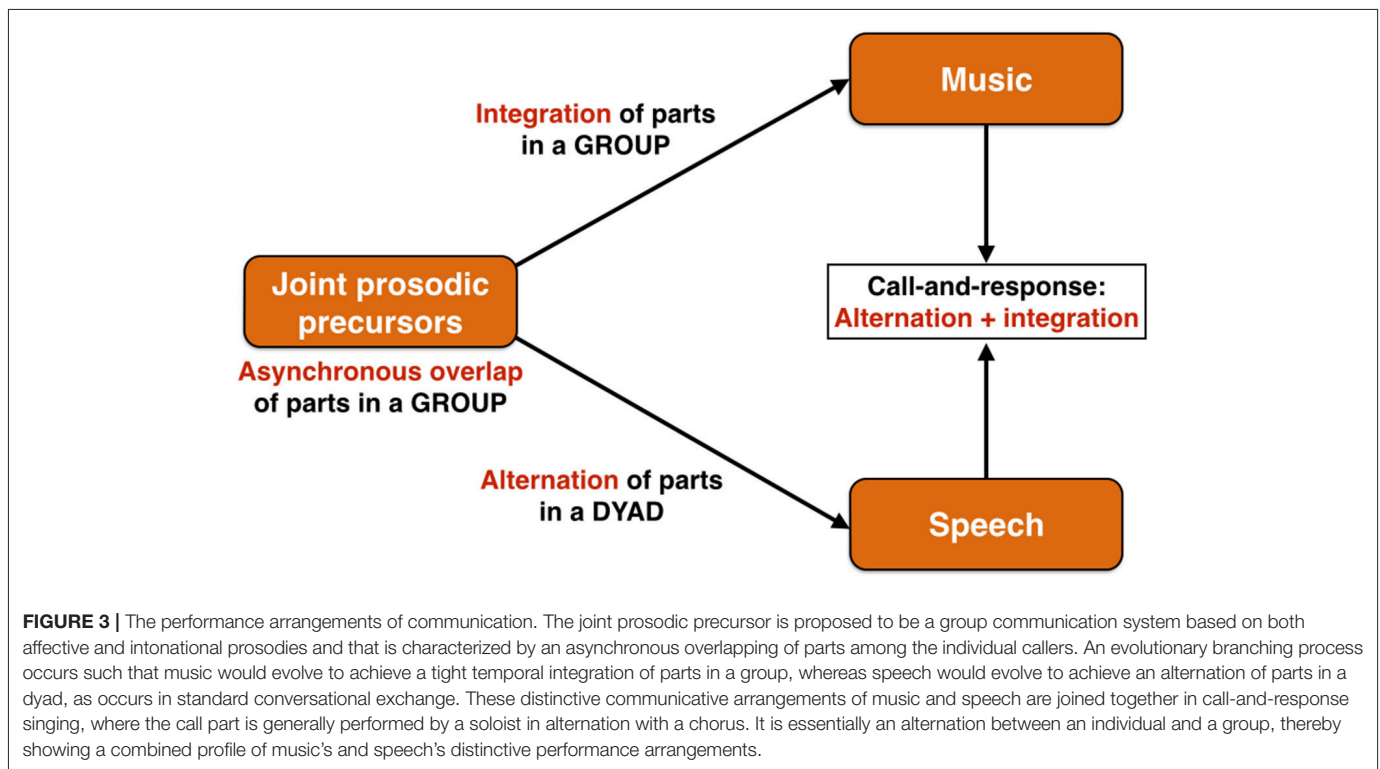 Music
Integration of parts
in a GROUP
Joint prosodic
precursors
Asynchronous overlap
of parts in a GROUP
Call-and-response:
Alternation + integration
Alternation of parts
in a DYAD
Speech
FIGURE 3 | The performance arrangements of communication. The joint prosodic precursor is proposed to be a group communication system based on both
affective and intonational prosodies and that is characterized by an asynchronous overlapping of parts among the individual callers. An evolutionary branching process
occurs such that music would evolve to achieve a tight temporal integration of parts in a group, whereas speech would evolve to achieve an alternation of parts in a
dyad, as occurs in standard conversational exchange. These distinctive communicative arrangements of music and speech are joined together in call-and-response
singing, where the call part is generally performed by a soloist in alternation with a chorus. It is essentially an alternation between an individual and a group, thereby
showing a combined profile of music's and speech's distinctive performance arrangements.